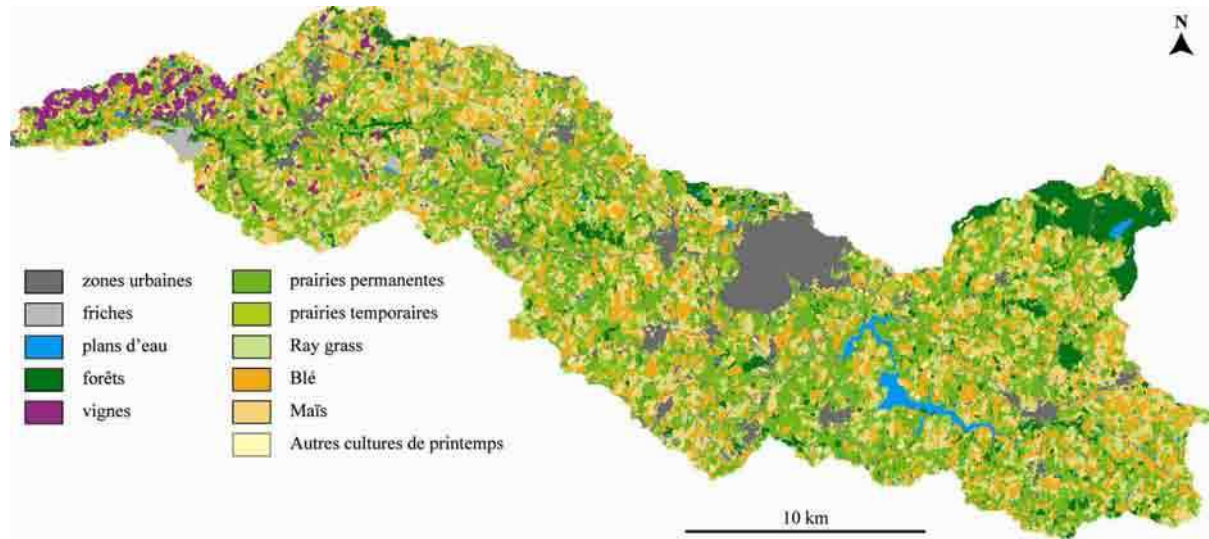 N
zones urbaines
friches
plans d'eau
forêts
vignes
prairies permanentes
prairies temporaires
Ray grass
Blé
Maïs
Autres cultures de printemps
10 km